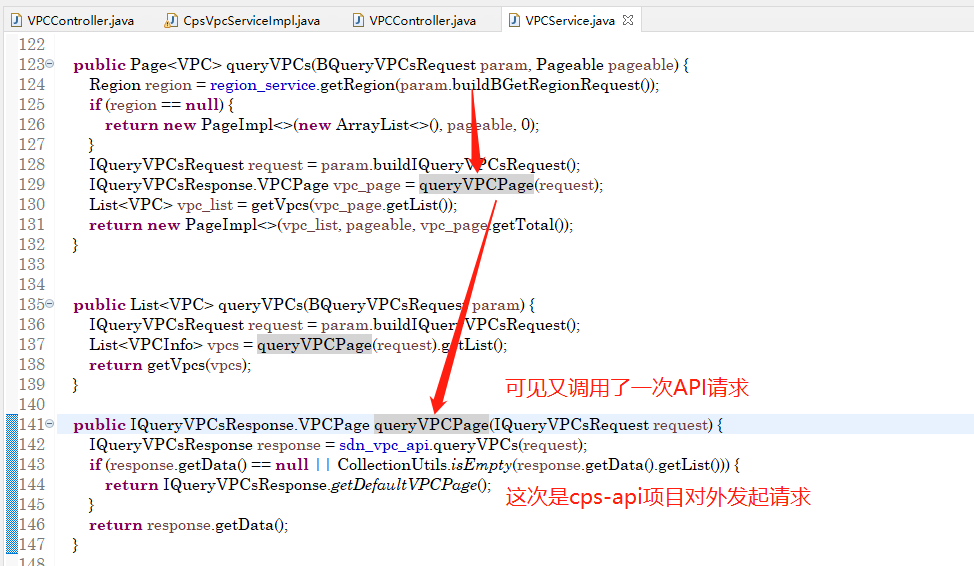 VPCController.java CpsVpcServiceImpl.java VPCController.java VPCService.java
122
123 public Page<VPC> queryVPCs(BQueryVPCsRequest param, Pageable pageable) {
124 Region region = region_service.getRegion(param.buildBGetRegionRequest());
125 if (region == null) {
126 return new PageImpl<>(new ArrayList<>(), pageable, 0);
127 }
128 IQueryVPCsRequest request = param.buildIQueryVPCsRequest();
129 IQueryVPCsResponse.VPCPage vpc_page = queryVPCPage(request);
130 List<VPC> vpc_list = getVpcs(vpc_page.getList());
131 return new PageImpl<>(vpc_list, pageable, vpc_page.getTotal());
132 }
133
134
135 public List<VPC> queryVPCs(BQueryVPCsRequest param) {
136 IQueryVPCsRequest request = param.buildIQueryVPCsRequest();
137 List<VPCInfo> vpcs = queryVPCPage(request).getList();
138 return getVpcs(vpcs);
139 }
可见又调用了一次API请求
140
141 public IQueryVPCsResponse.VPCPage queryVPCPage(IQueryVPCsRequest request) {
142 IQueryVPCsResponse response = sdn_vpc_api.queryVPCs(request);
143 if (response.getData() == null || CollectionUtils.isEmpty(response.getData().getList())) {
144 return IQueryVPCsResponse.getDefaultVPCPage();
这次是cps-api项目对外发起请求
145 }
146 return response.getData();
147 }
148